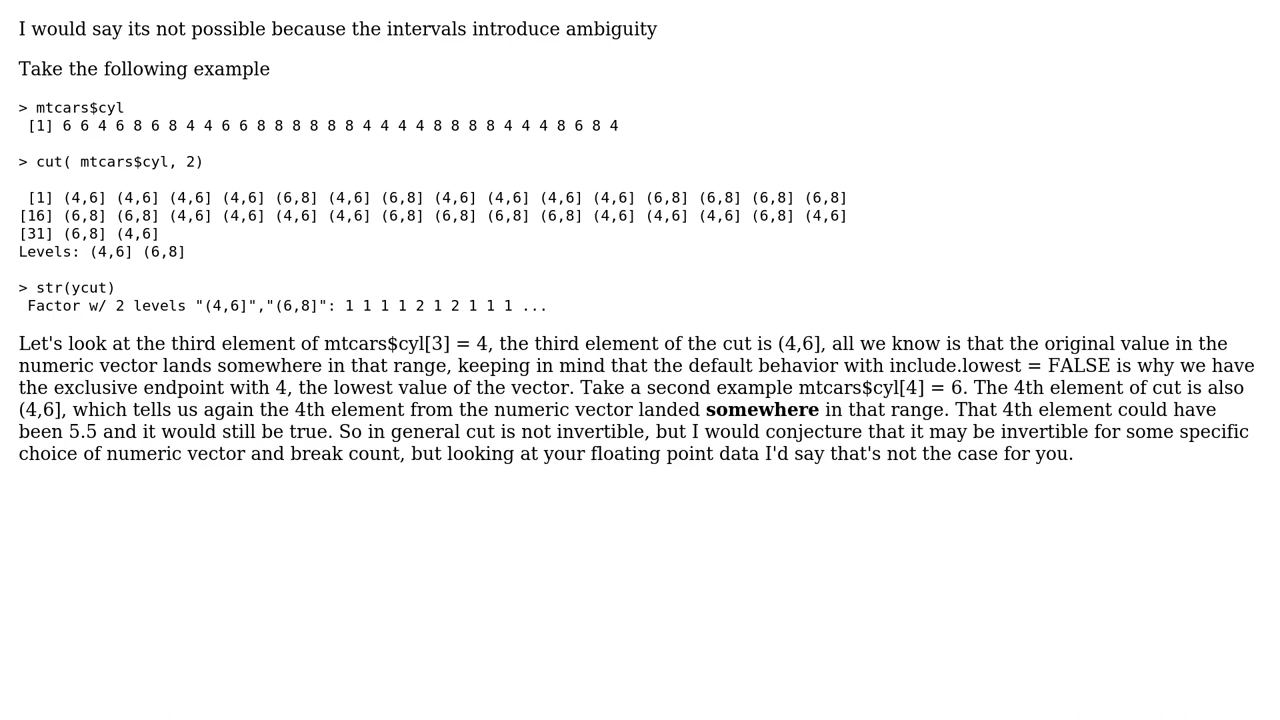 I would say its not possible because the intervals introduce ambiguity
Take the following example
> mtcars$cyl
 [1] 6 6 4 6 8 6 8 4 4 6 6 8 8 8 8 8 8 4 4 4 4 8 8 8 8 4 4 4 8 6 8 4
> cut( mtcars$cyl, 2)
 [1] (4,6] (4,6] (4,6] (4,6] (6,8] (4,6] (6,8] (4,6] (4,6] (4,6] (4,6] (6,8] (6,8] (6,8] (6,8]
[16] (6,8] (6,8] (4,6] (4,6] (4,6] (4,6] (6,8] (6,8] (6,8] (6,8] (4,6] (4,6] (4,6] (6,8] (4,6]
[31] (6,8] (4,6]
Levels: (4,6] (6,8]
> str(ycut)
 Factor w/ 2 levels "(4,6]","(6,8]": 1 1 1 1 2 1 2 1 1 1 ...
Let's look at the third element of mtcars$cyl[3] = 4, the third element of the cut is (4,6], all we know is that the original value in the
numeric vector lands somewhere in that range, keeping in mind that the default behavior with include.lowest = FALSE is why we have
the exclusive endpoint with 4, the lowest value of the vector. Take a second example mtcars$cyl[4] = 6. The 4th element of cut is also
(4,6], which tells us again the 4th element from the numeric vector landed somewhere in that range. That 4th element could have
been 5.5 and it would still be true. So in general cut is not invertible, but I would conjecture that it may be invertible for some specific
choice of numeric vector and break count, but looking at your floating point data I'd say that's not the case for you.